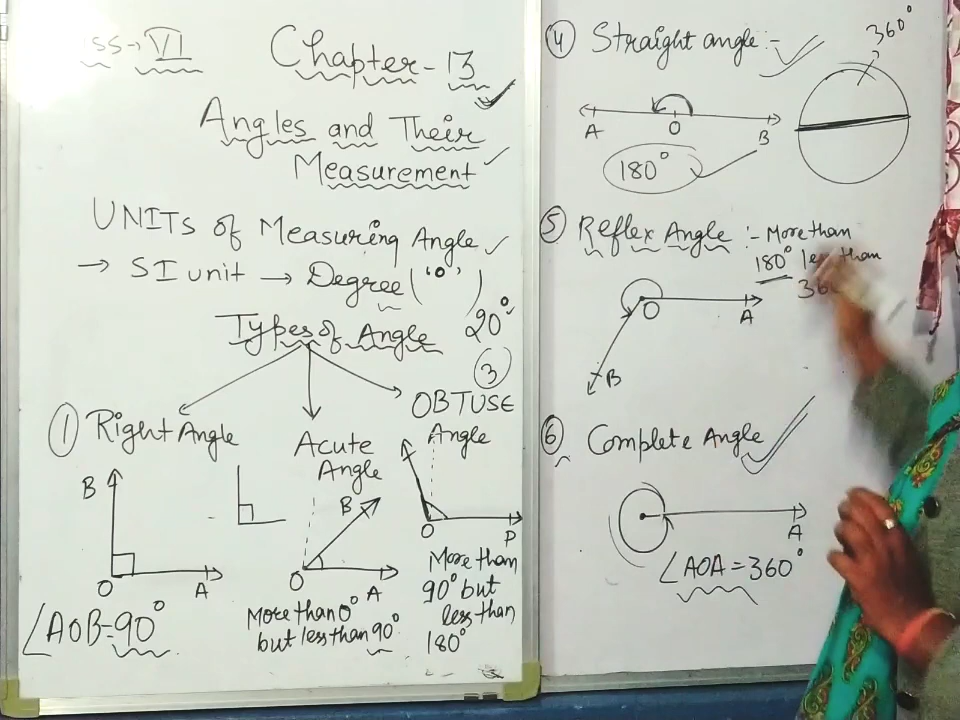 ss → VI
Chapter - 13
Angles and Their
Measurement
UNITs of Measuring Angle
→ SI unit → Degree ("o")
20°
Types of Angle
① Right Angle
B
O
A
∠AOB=90°
Acute
Angle
B
O
A
More than 0°
but less than 90°
③
OBTUSE
Angle
O
P
More than
90° but
less than
180°
④ Straight angle :-
360°
A
O
B
180°
⑤ Reflex Angle :- More than
180° less than
O
A
B
⑥ Complete Angle
A
∠AOA = 360°